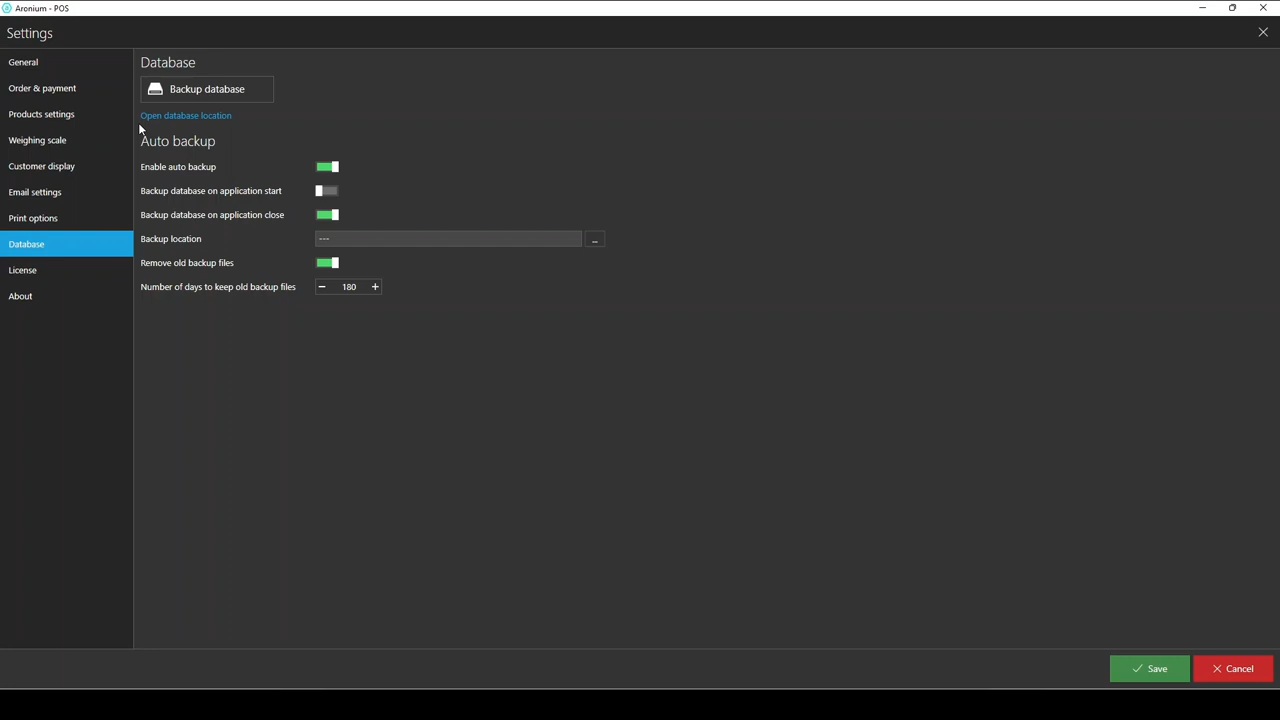 Aronium - POS
Settings
General
Order & payment
Products settings
Weighing scale
Customer display
Email settings
Print options
Database
License
About
Database
Backup database
Open database location
Auto backup
Enable auto backup
Backup database on application start
Backup database on application close
Backup location ---  ...
Remove old backup files
Number of days to keep old backup files − 180 +
Save Cancel